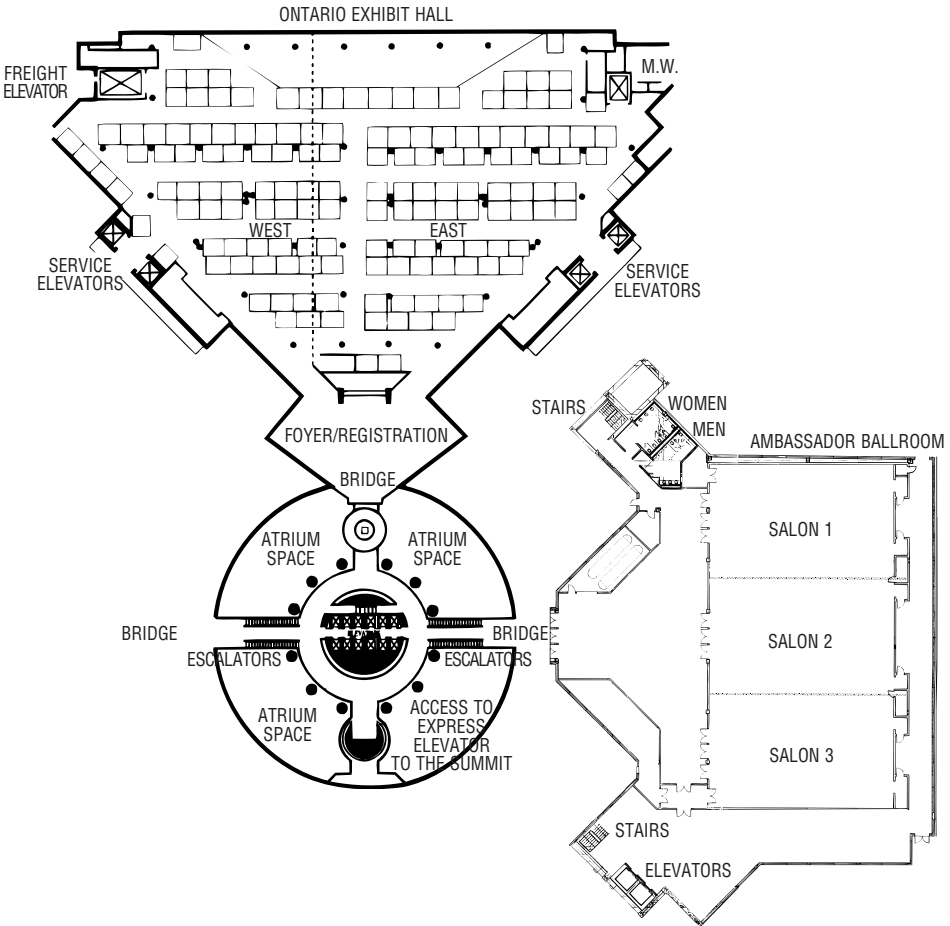 ONTARIO EXHIBIT HALL
FREIGHT
ELEVATOR
M.W.
WEST
EAST
SERVICE
ELEVATORS
SERVICE
ELEVATORS
FOYER/REGISTRATION
BRIDGE
ATRIUM
SPACE
ATRIUM
SPACE
BRIDGE
BRIDGE
ESCALATORS
ESCALATORS
ATRIUM
SPACE
ACCESS TO
EXPRESS
ELEVATOR
TO THE SUMMIT
STAIRS
WOMEN
MEN
AMBASSADOR BALLROOM
SALON 1
SALON 2
SALON 3
STAIRS
ELEVATORS